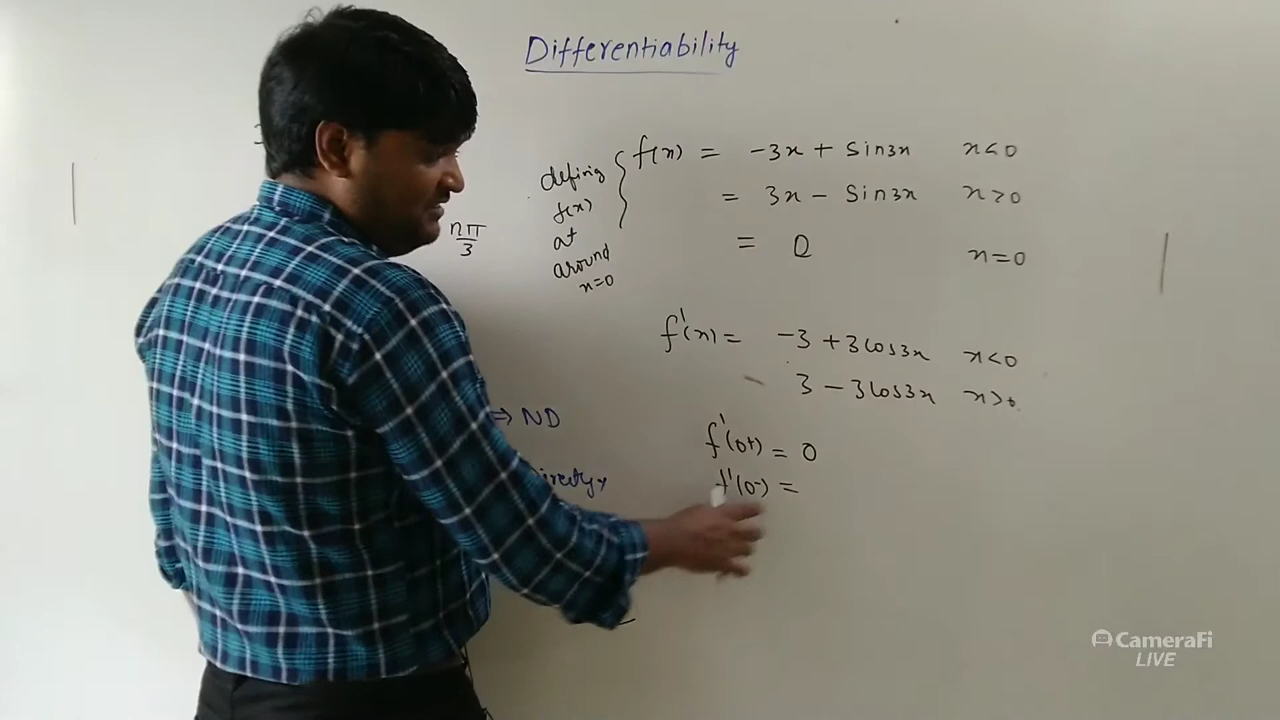 Differentiability
f(x) = -3x + sin3x x<0
= 3x - sin3x x>0
= 0 x=0
defining
f(x)
at
around
x=0
nπ/3
f'(x) = -3 + 3cos3x x<0
3 - 3cos3x x>0
⇒ ND
f'(0+) = 0
f'(0-) =
CameraFi
LIVE